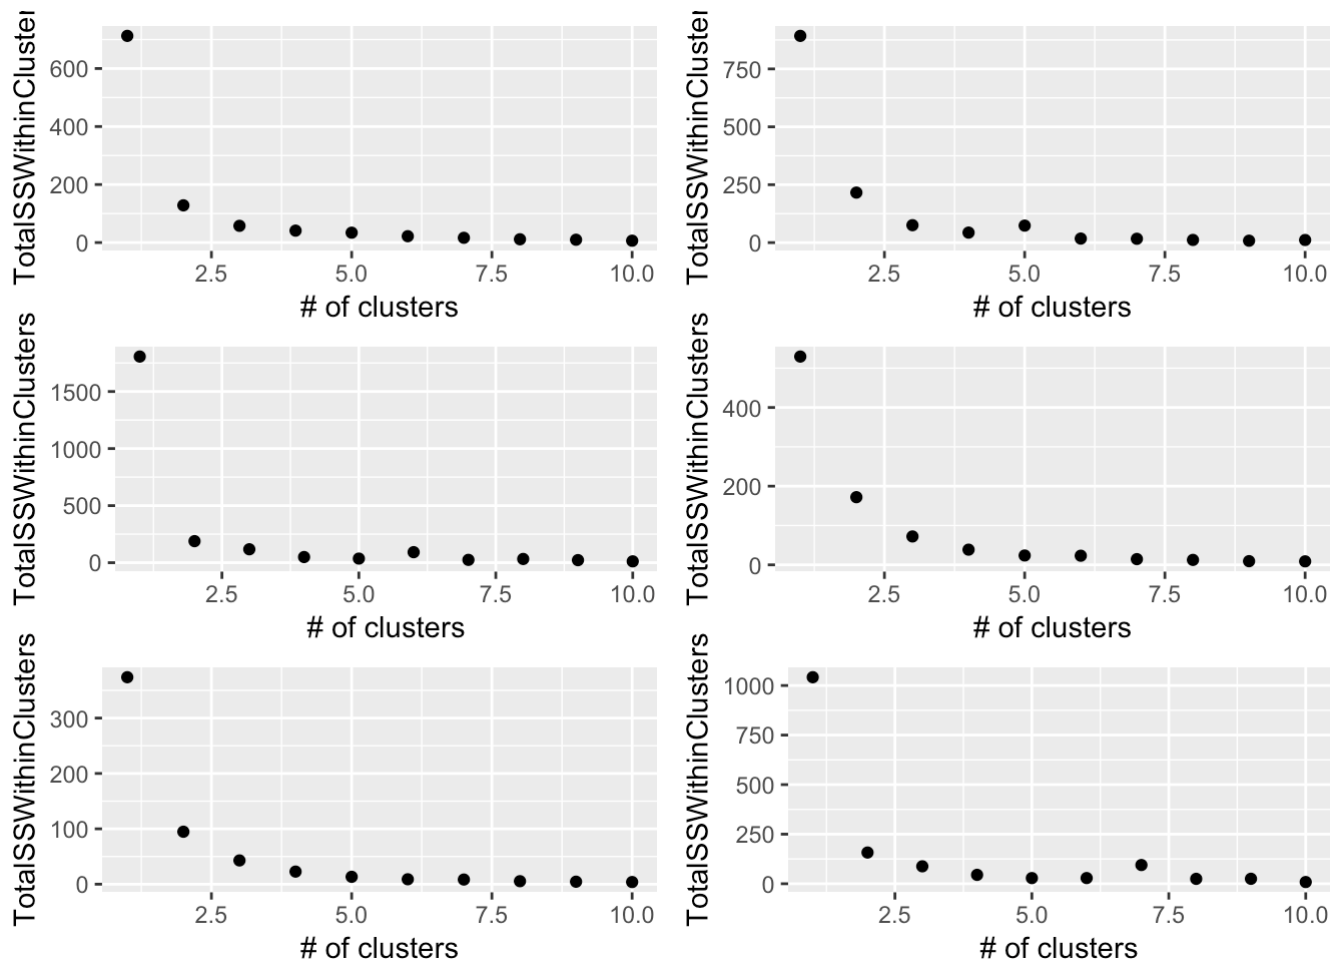 TotalSSWithinCluster
600
400
200
0
2.5 5.0 7.5 10.0
# of clusters
TotalSSWithinCluster
750
500
250
0
2.5 5.0 7.5 10.0
# of clusters
TotalSSWithinClusters
1500
1000
500
0
2.5 5.0 7.5 10.0
# of clusters
TotalSSWithinClusters
400
200
0
2.5 5.0 7.5 10.0
# of clusters
TotalSSWithinClusters
300
200
100
0
2.5 5.0 7.5 10.0
# of clusters
TotalSSWithinClusters
1000
750
500
250
0
2.5 5.0 7.5 10.0
# of clusters